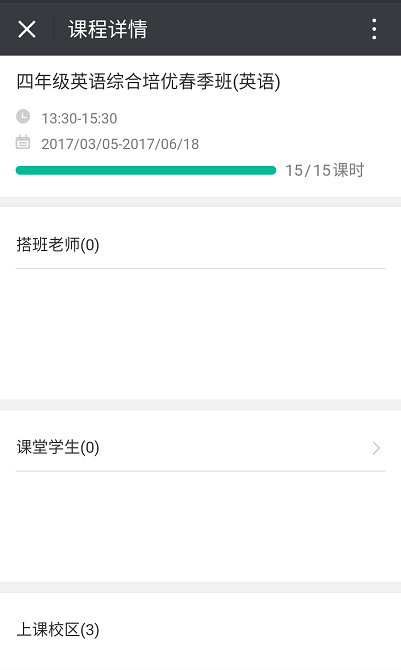 课程详情
四年级英语综合培优春季班(英语)
13:30-15:30
2017/03/05-2017/06/18
15/15课时
搭班老师(0)
课堂学生(0)
上课校区(3)